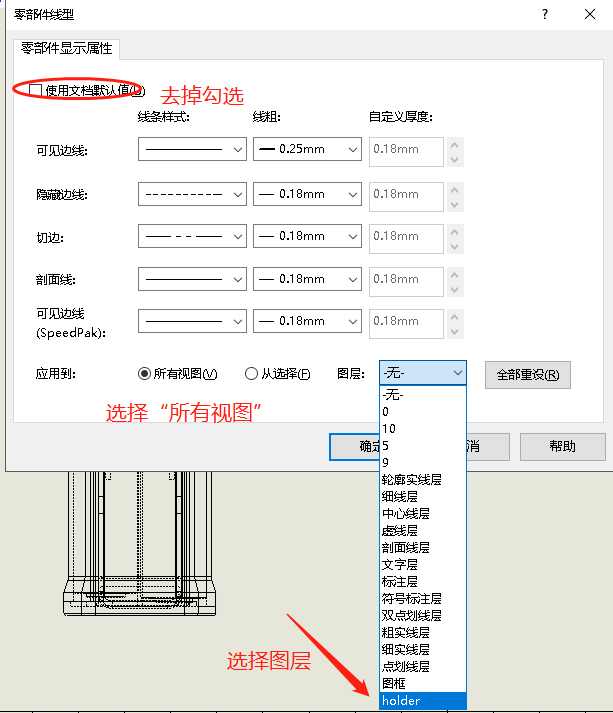 零部件线型
零部件显示属性
使用文档默认值(U)
去掉勾选
线条样式: 线粗: 自定义厚度:
可见边线: 0.25mm 0.18mm
隐藏边线: 0.18mm 0.18mm
切边: 0.18mm 0.18mm
剖面线: 0.18mm 0.18mm
可见边线
(SpeedPak): 0.18mm 0.18mm
应用到: 所有视图(V) 从选择(F) 图层: -无- 全部重设(R)
选择“所有视图”
确定 消 帮助
-无-
0
10
5
9
轮廓实线层
细线层
中心线层
虚线层
剖面线层
文字层
标注层
符号标注层
双点划线层
粗实线层
细实线层
点划线层
图框
holder
选择图层